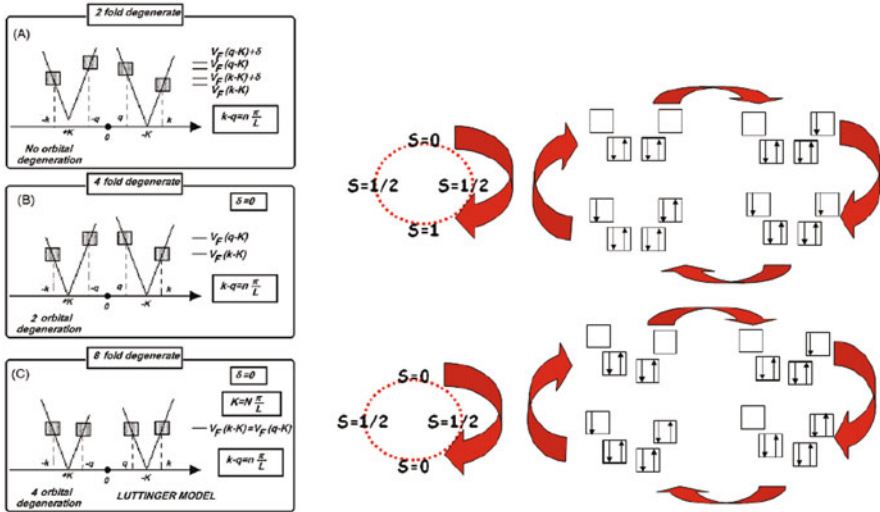 2 fold degenerate
(A)
V_F (q-K)+δ
V_F (q-K)
V_F (k-K)+δ
V_F (k-K)
k-q=n π/L
-k +K -q 0 q -K k
No orbital
degeneration
4 fold degenerate
(B)
δ=0
V_F (q-K)
V_F (k-K)
k-q=n π/L
-k +K -q 0 q -K k
2 orbital
degeneration
8 fold degenerate
(C)
δ=0
K=N π/L
V_F (k-K)=V_F (q-K)
k-q=n π/L
-k +K -q 0 q -K k
4 orbital
degeneration
LUTTINGER MODEL
S=0
S=1/2 S=1/2
S=1
S=0
S=1/2 S=1/2
S=0